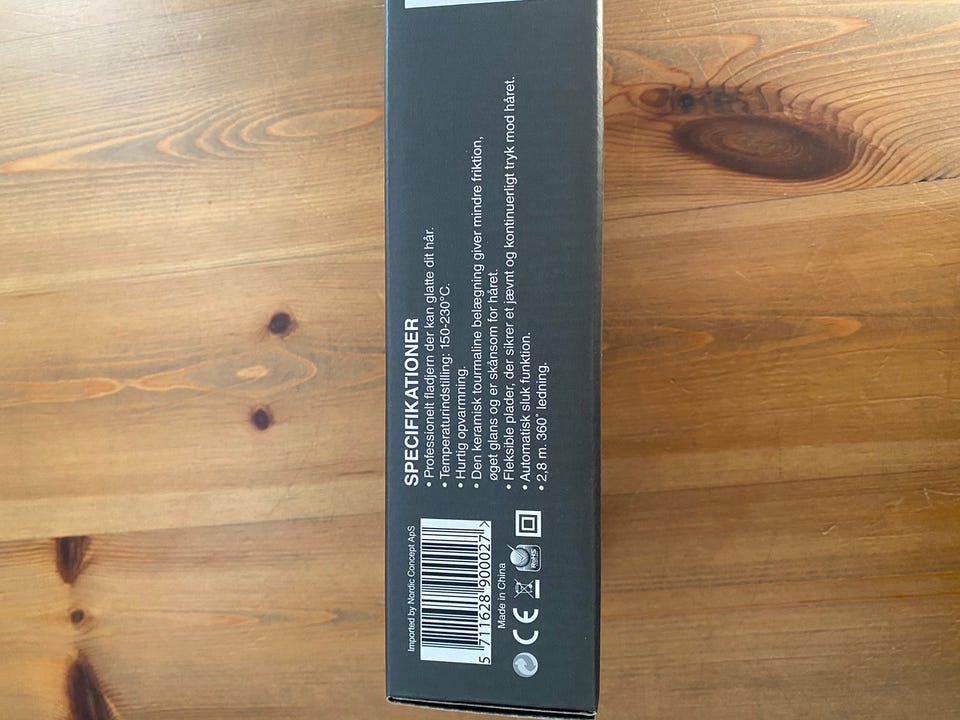 SPECIFIKATIONER
• Professionelt fladjern der kan glatte dit hår.
• Temperaturindstilling: 150-230°C.
• Hurtig opvarmning.
• Den keramisk tourmaline belægning giver mindre friktion,
øget glans og er skånsom for håret.
• Fleksible plader, der sikrer et jævnt og kontinuerligt tryk mod håret.
• Automatisk sluk funktion.
• 2,8 m. 360° ledning.
Imported by Nordic Concept ApS
5 711628 900027 >
Made in China
CE
RoHS